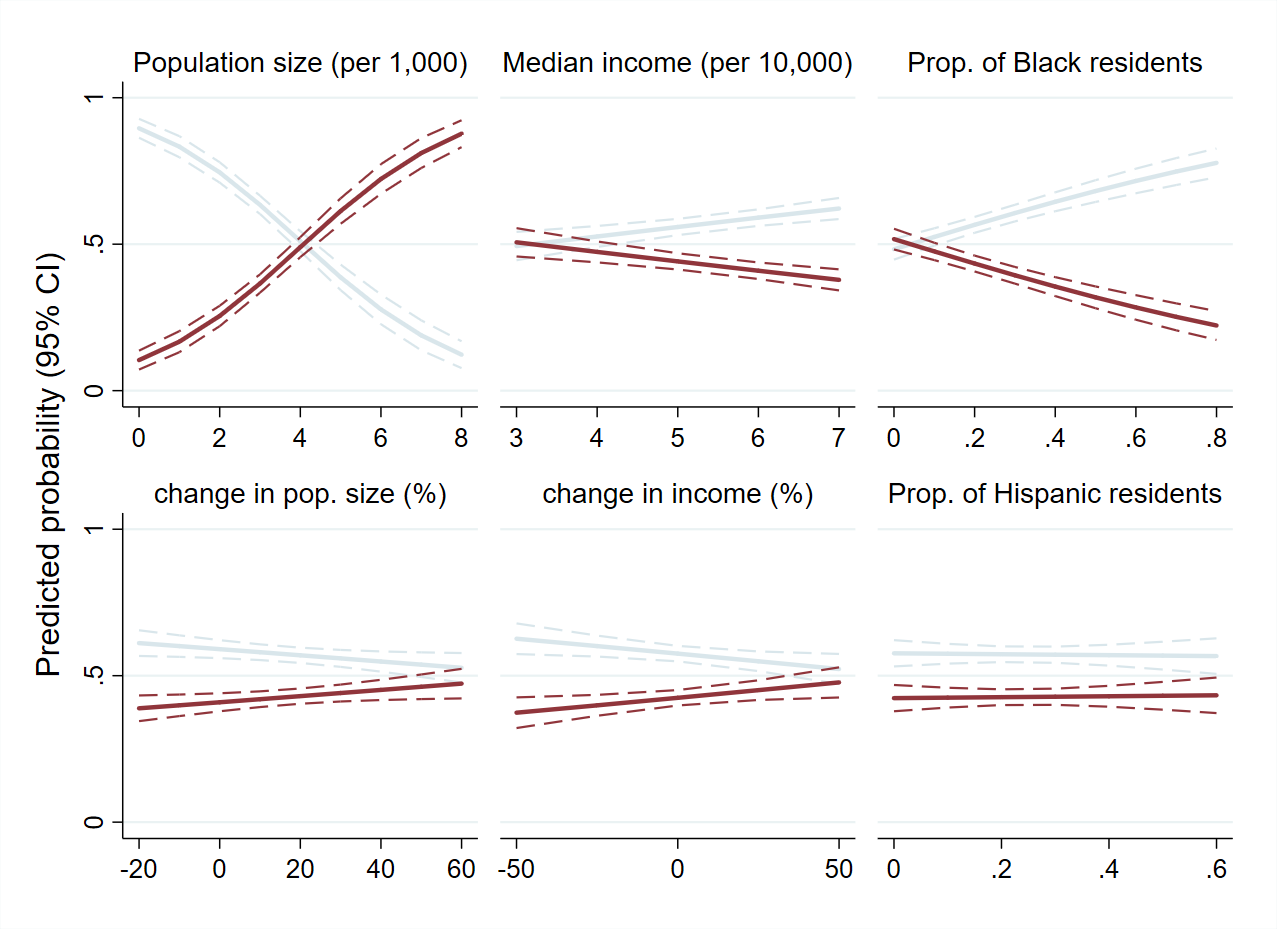 Population size (per 1,000)
Median income (per 10,000)
Prop. of Black residents
1
.5
0
0 2 4 6 8
3 4 5 6 7
0 .2 .4 .6 .8
Predicted probability (95% CI)
change in pop. size (%)
change in income (%)
Prop. of Hispanic residents
1
.5
0
-20 0 20 40 60
-50 0 50
0 .2 .4 .6